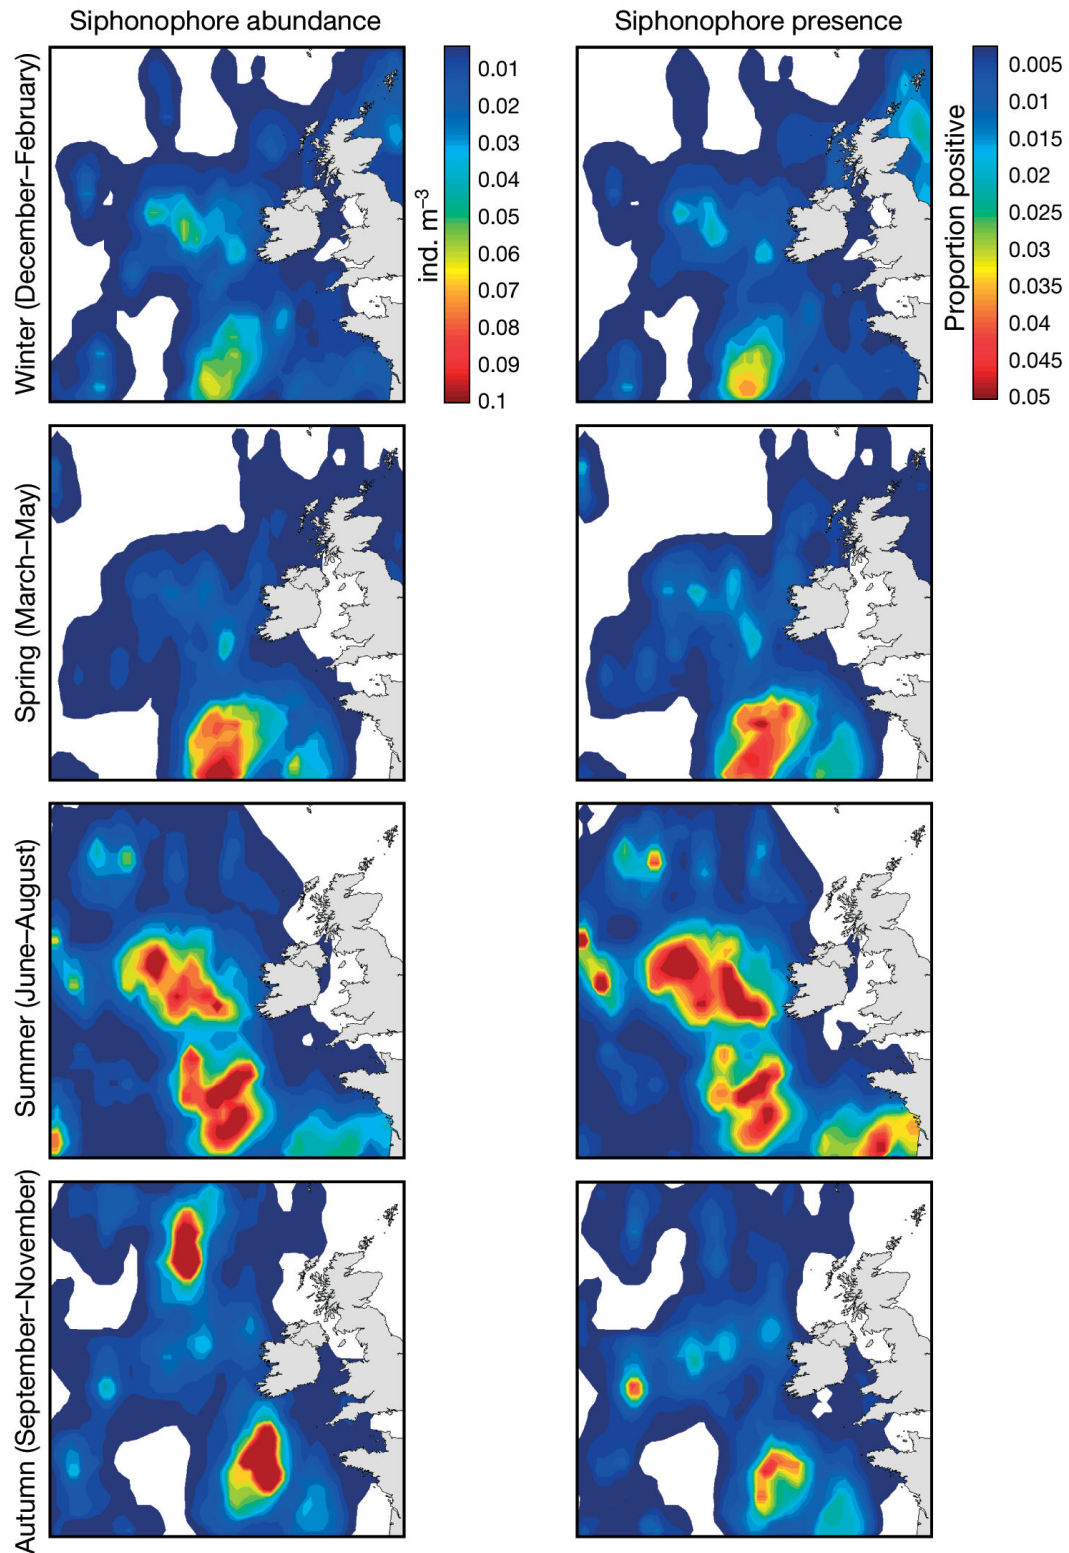 Siphonophore abundance
Siphonophore presence
Winter (December–February)
0.01
0.02
0.03
0.04
0.05
0.06
0.07
0.08
0.09
0.1
ind. m⁻³
Proportion positive
0.005
0.01
0.015
0.02
0.025
0.03
0.035
0.04
0.045
0.05
Spring (March–May)
Summer (June–August)
Autumn (September–November)